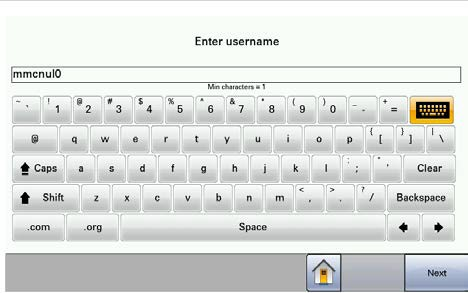 Enter username
mmcnul0
Min characters = 1
~ ` ! 1 @ 2 # 3 $ 4 % 5 ^ 6 & 7 * 8 ( 9 ) 0 _ - + =
@ q w e r t y u i o p { [ } ] | \
Caps a s d f g h j k l : ; " ' Clear
Shift z x c v b n m < , > . ? / Backspace
.com .org Space
Next